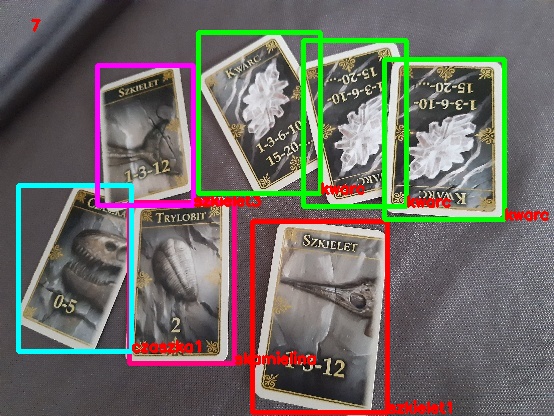 7
SZKIELET
1-3-12
szkielet3
KWARC
1-3-6-10
15-20-...
kwarc
1-3-6-10-
15-20-...
KWARC
kwarc
1-3-6-10-
15-20-...
KWARC
kwarc
0-5
czaszka1
TRYLOBIT
2
skamielina
SZKIELET
1-3-12
szkielet1